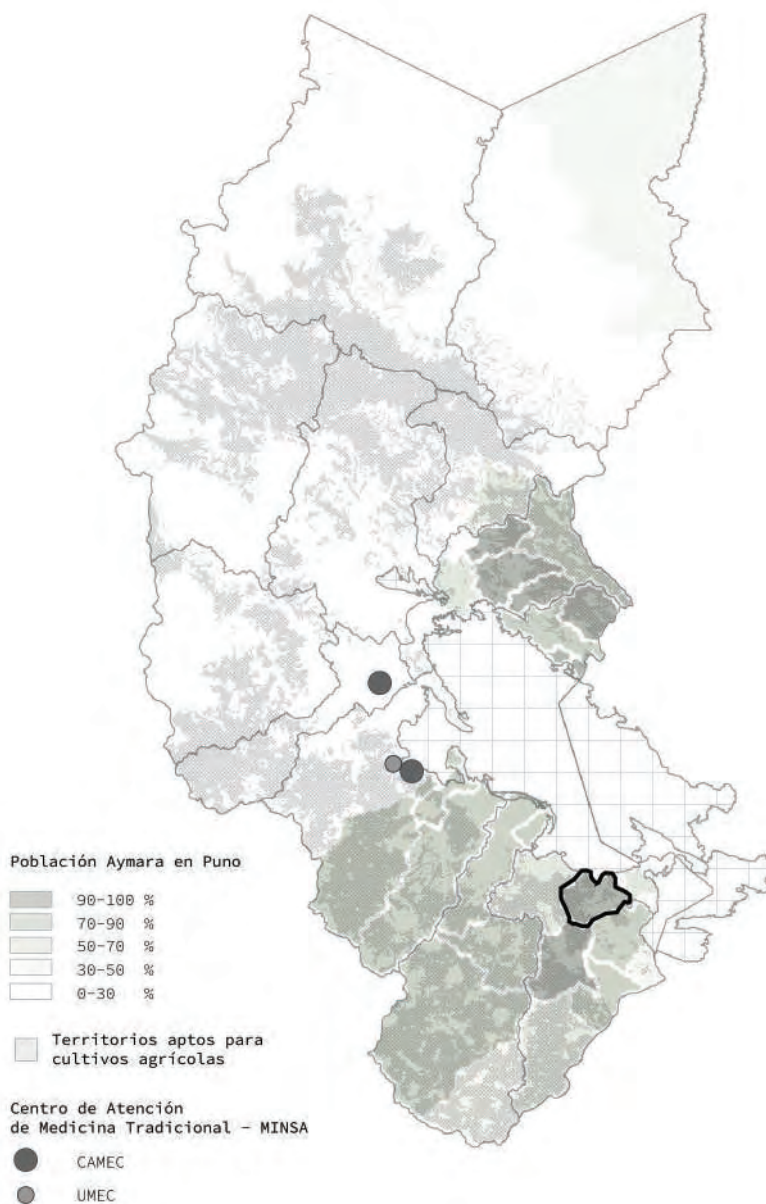 Población Aymara en Puno
90-100 %
70-90 %
50-70 %
30-50 %
0-30 %
Territorios aptos para
cultivos agrícolas
Centro de Atención
de Medicina Tradicional - MINSA
CAMEC
UMEC